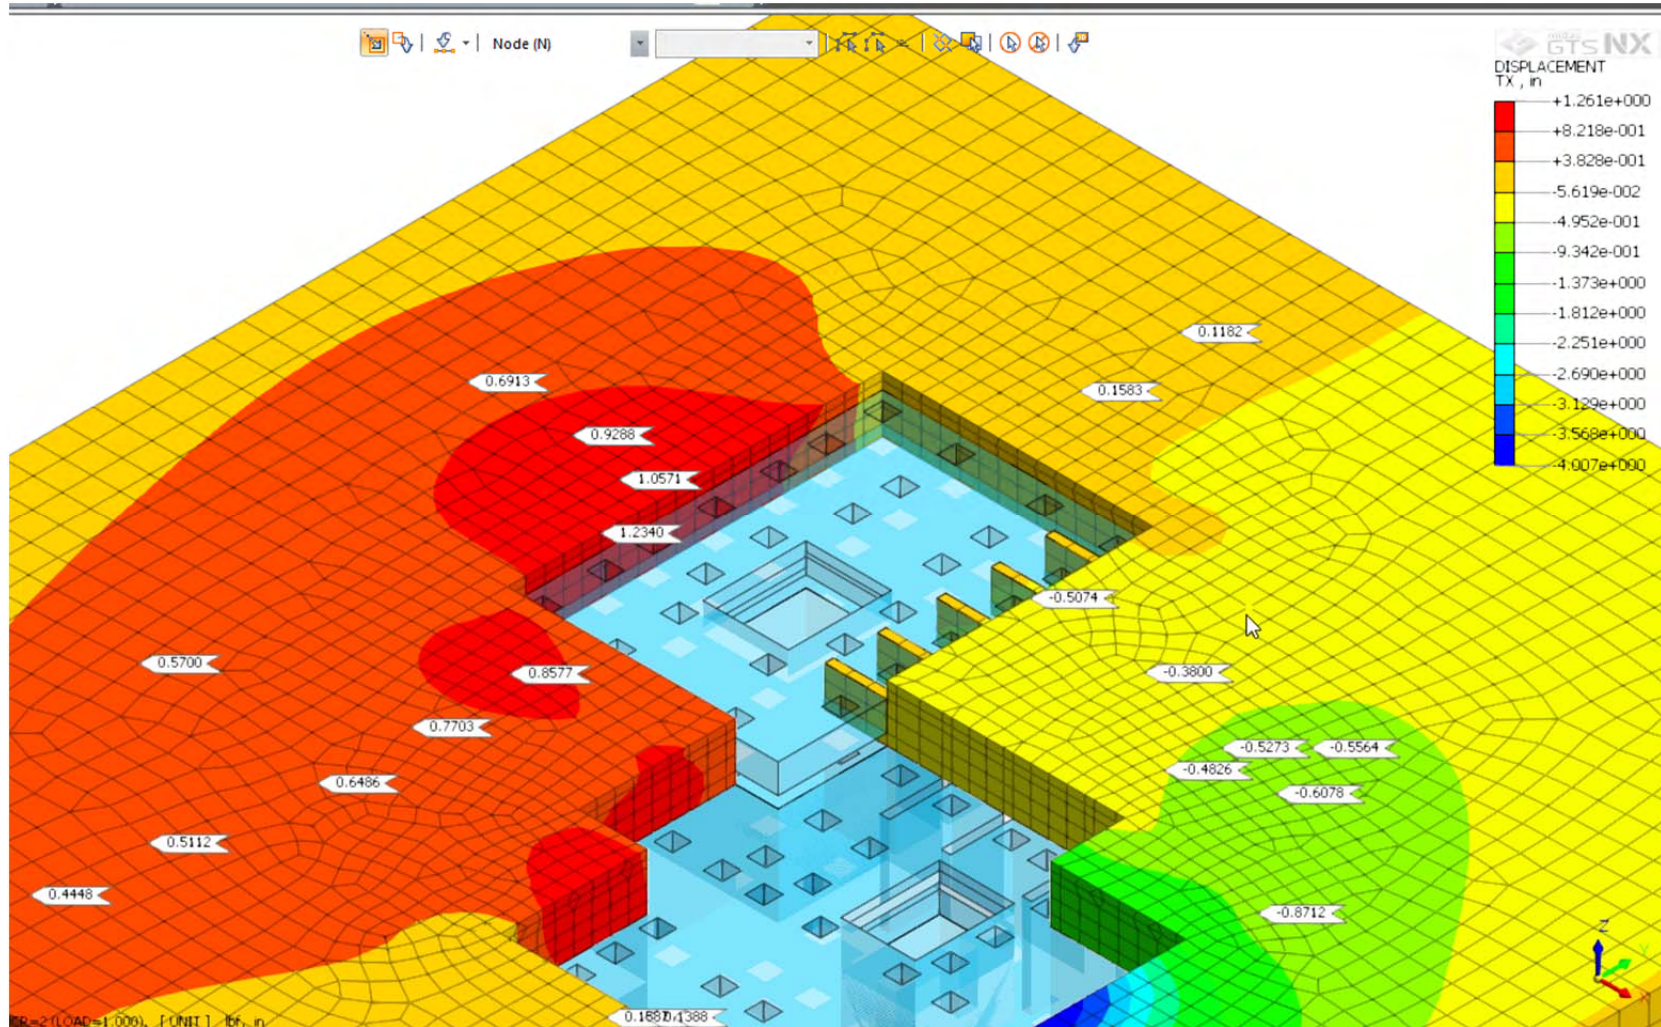 Node (N)
midas
GTS NX
DISPLACEMENT
TX , in
+1.261e+000
+8.218e-001
+3.828e-001
-5.619e-002
-4.952e-001
-9.342e-001
-1.373e+000
-1.812e+000
-2.251e+000
-2.690e+000
-3.129e+000
-3.568e+000
-4.007e+000
0.1182
0.6913
0.1583
0.9288
1.0571
1.2340
-0.5074
0.5700
0.8577
-0.3800
0.7703
-0.5273
-0.5564
-0.4826
0.6486
-0.6078
0.5112
0.4448
-0.8712
Z
Y
X
0.1388
(LOAD=1.000), [ UNIT ] lbf, in